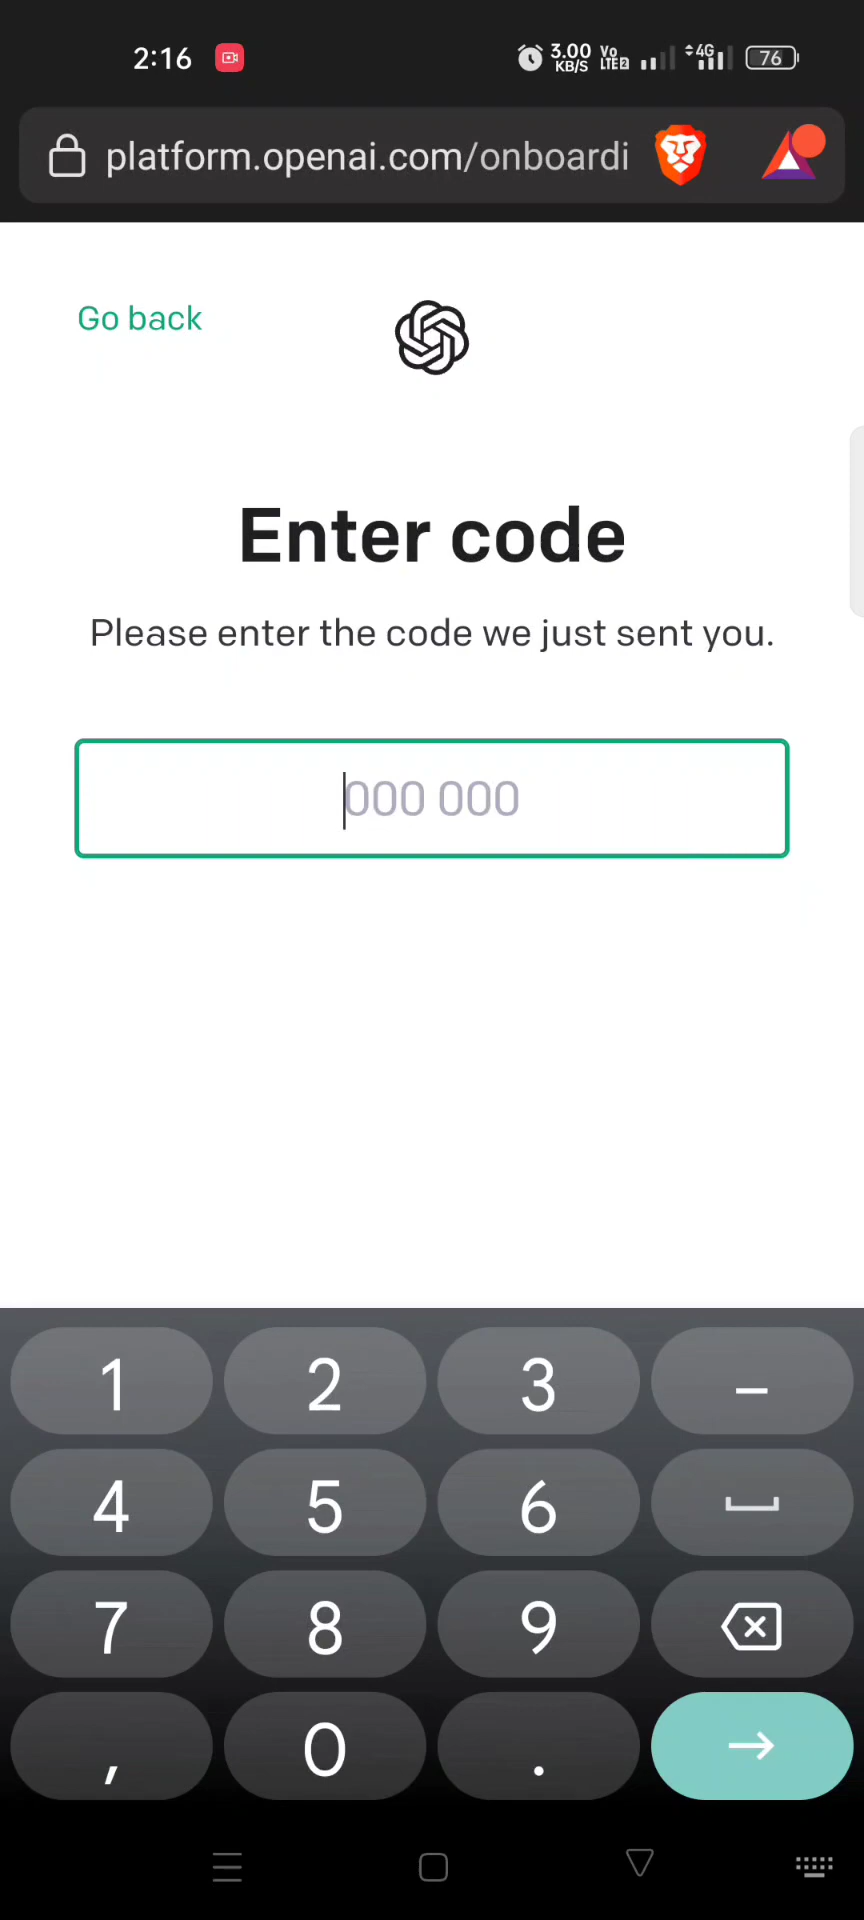 2:16
3.00 KB/S Vo LTE2 4G 76
platform.openai.com/onboardi
Go back
Enter code
Please enter the code we just sent you.
000 000
1 2 3 –
4 5 6
7 8 9
, 0 .